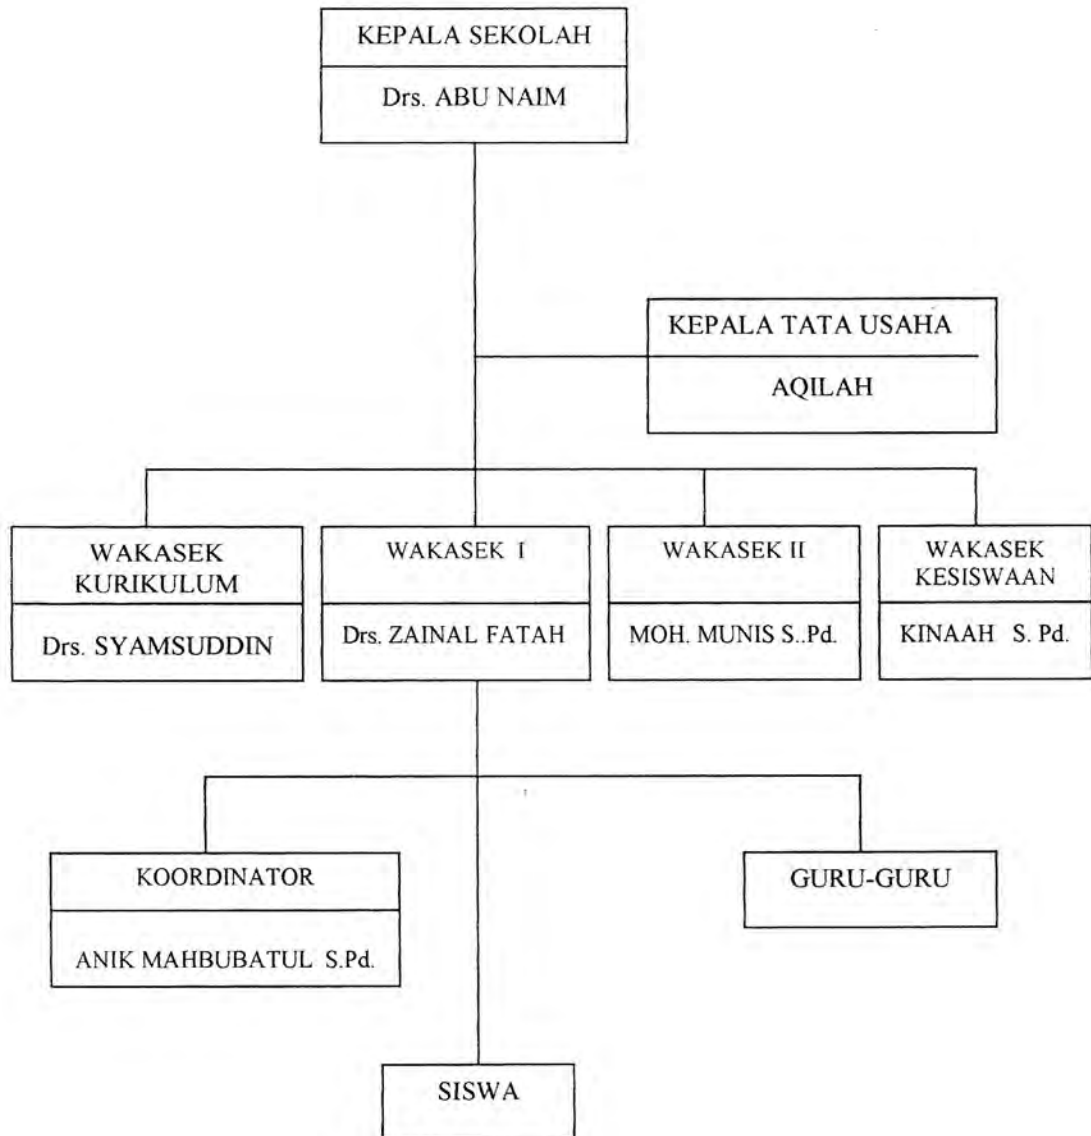 KEPALA SEKOLAH
Drs. ABU NAIM
KEPALA TATA USAHA
AQILAH
WAKASEK
KURIKULUM
Drs. SYAMSUDDIN
WAKASEK I
Drs. ZAINAL FATAH
WAKASEK II
MOH. MUNIS S..Pd.
WAKASEK
KESISWAAN
KINAAH S. Pd.
KOORDINATOR
ANIK MAHBUBATUL S.Pd.
GURU-GURU
SISWA